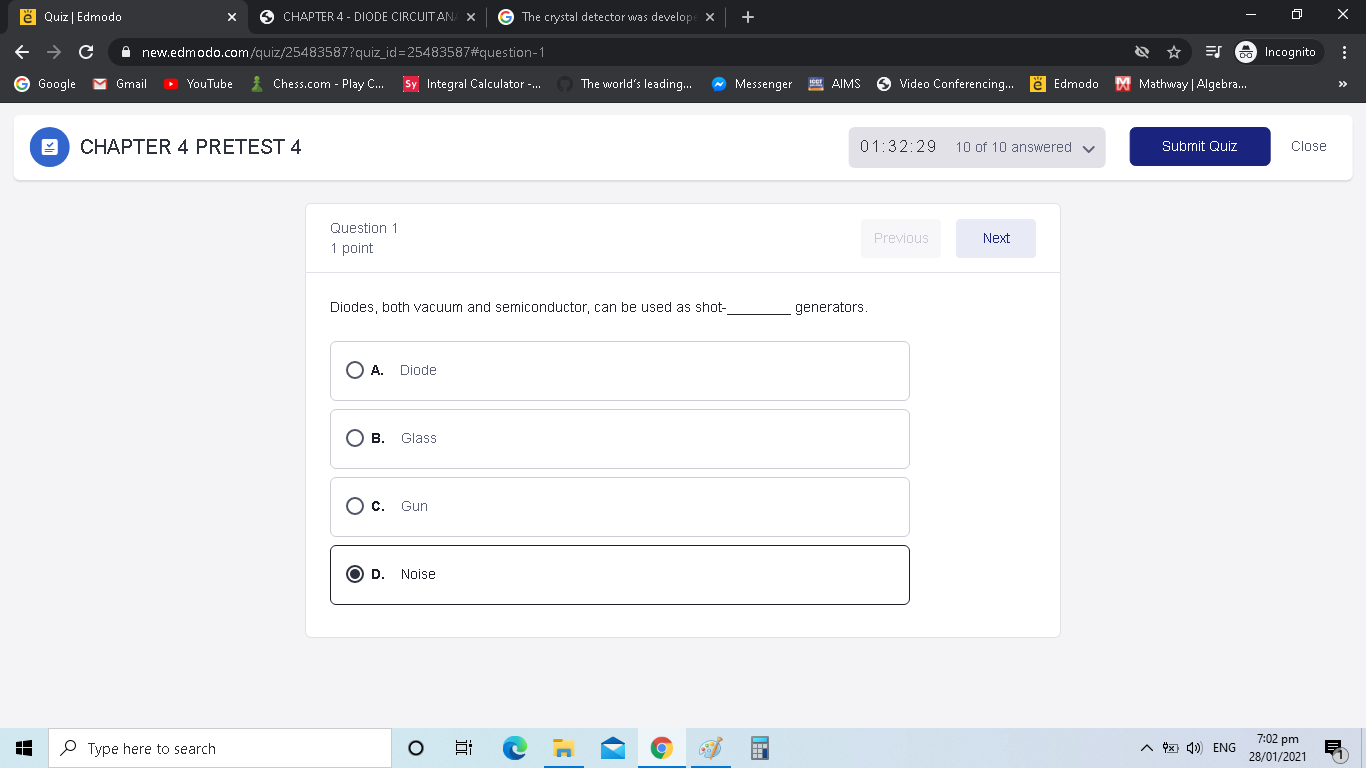 Quiz | Edmodo
CHAPTER 4 - DIODE CIRCUIT AN
The crystal detector was develope
new.edmodo.com/quiz/25483587?quiz_id=25483587#question-1
Incognito
Google
Gmail
YouTube
Chess.com - Play C...
Sy
Integral Calculator -...
The world's leading...
Messenger
AIMS
Video Conferencing...
Edmodo
Mathway | Algebra...
»
CHAPTER 4 PRETEST 4
01:32:29 10 of 10 answered
Submit Quiz
Close
Question 1
1 point
Previous
Next
Diodes, both vacuum and semiconductor, can be used as shot-________ generators.
A. Diode
B. Glass
C. Gun
D. Noise
Type here to search
ENG
7:02 pm
28/01/2021
1